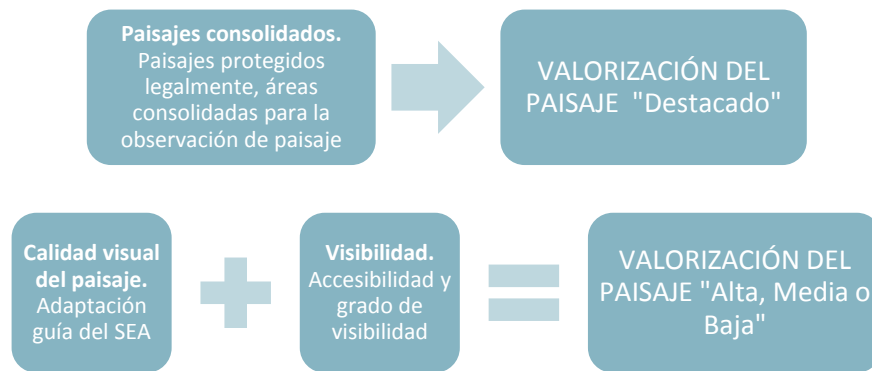 Paisajes consolidados.
Paisajes protegidos
legalmente, áreas
consolidadas para la
observación de paisaje
VALORIZACIÓN DEL
PAISAJE "Destacado"
Calidad visual
del paisaje.
Adaptación
guía del SEA
Visibilidad.
Accesibilidad y
grado de
visibilidad
VALORIZACIÓN DEL
PAISAJE "Alta, Media o
Baja"